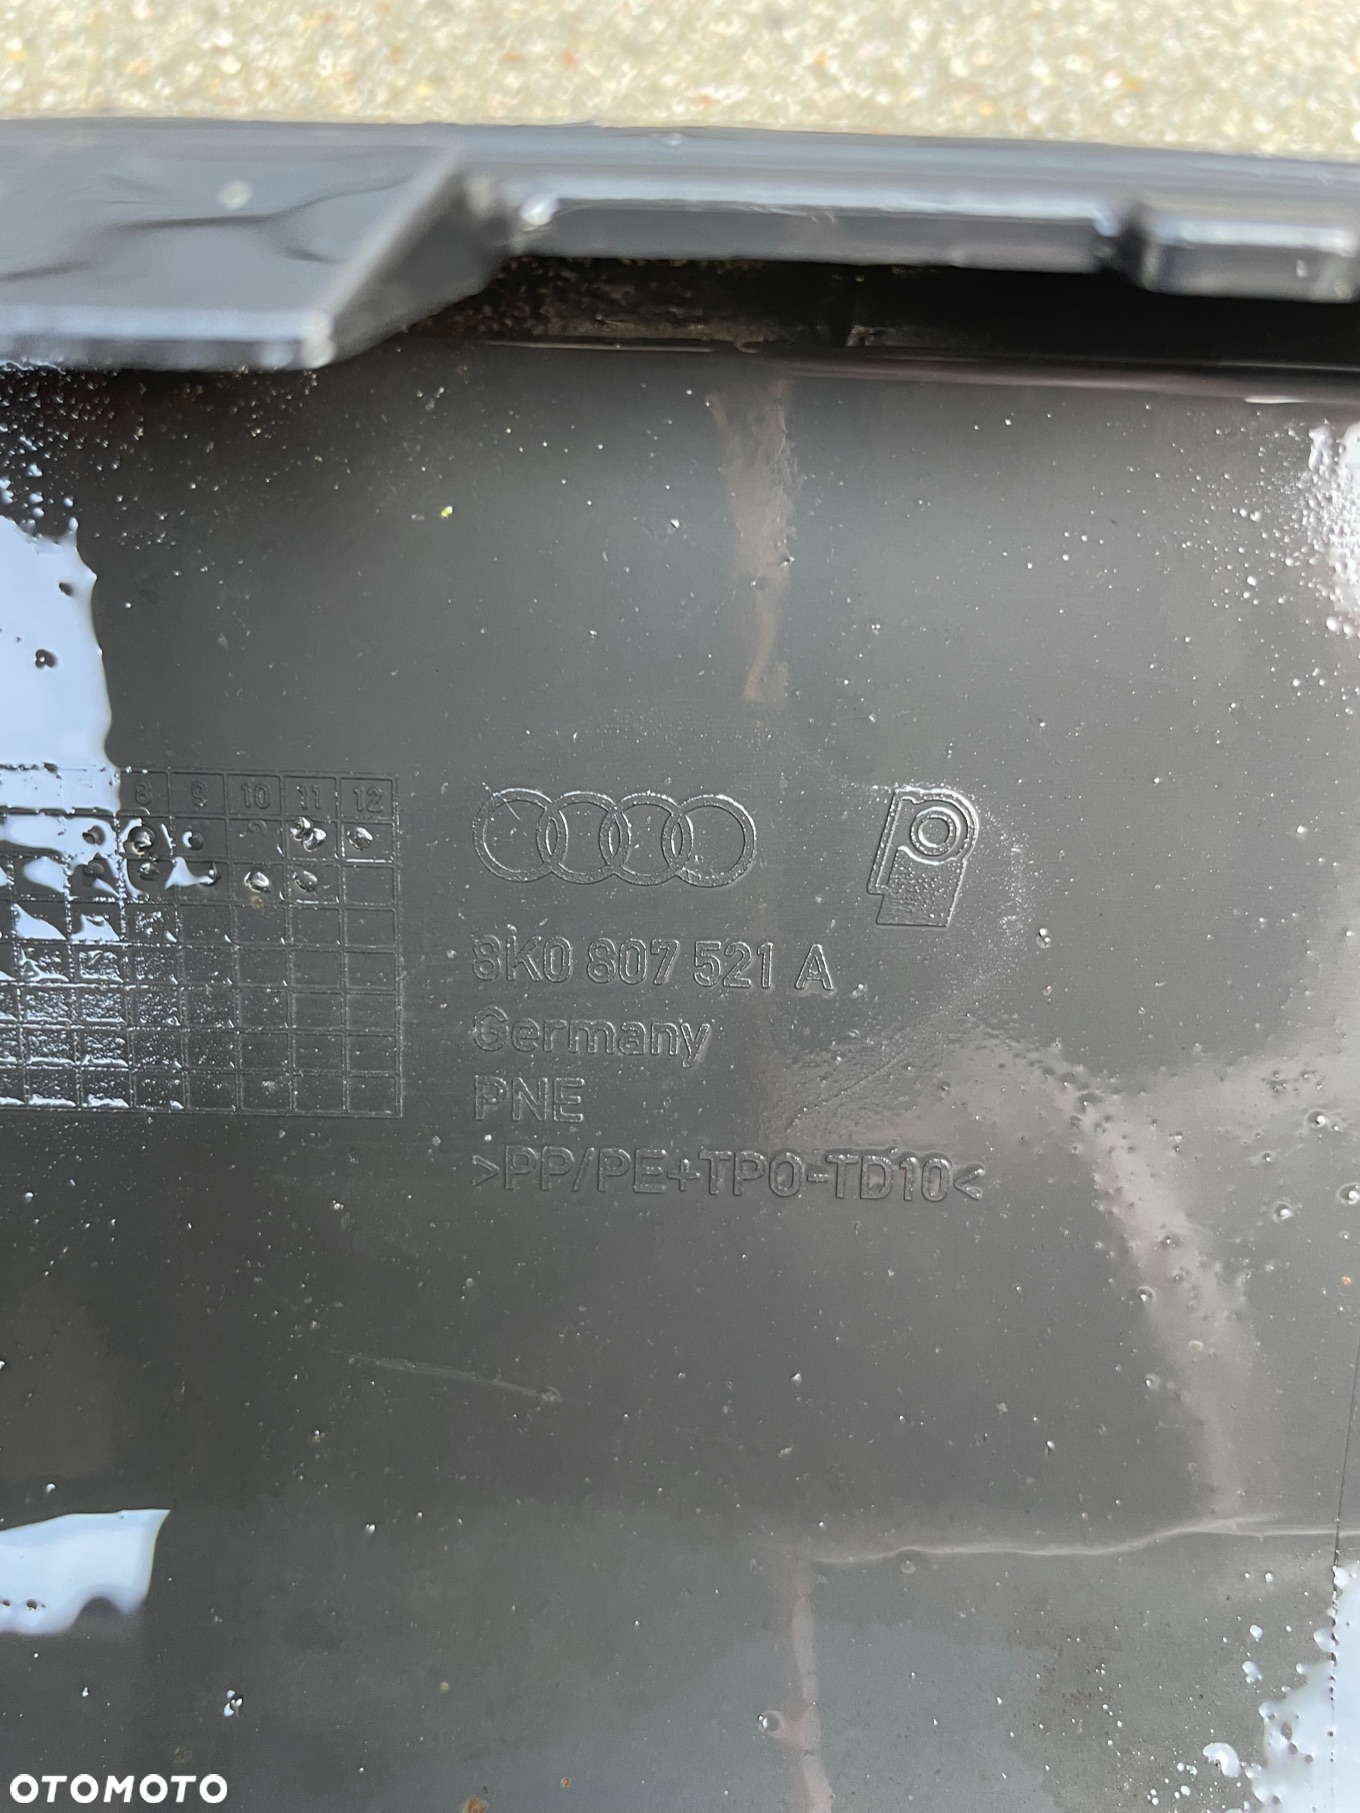 8 9 10 11 12
8K0 807 521 A
Germany
PNE
>PP/PE+TPO-TD10<
OTOMOTO